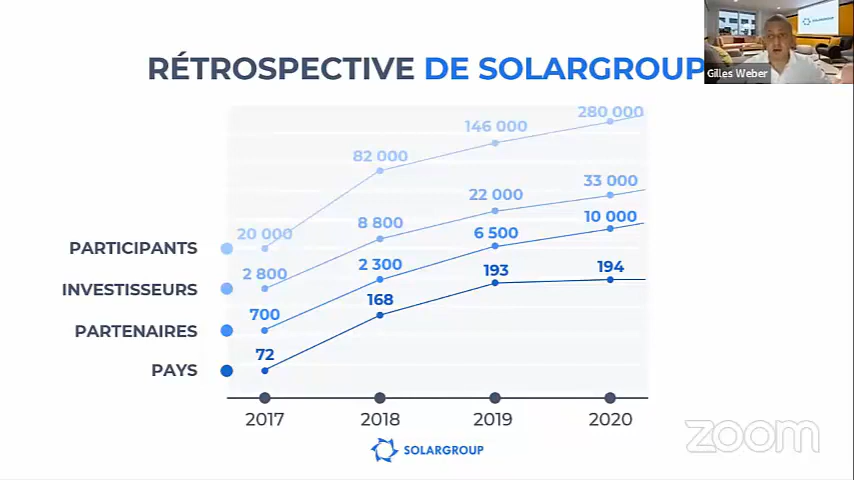 RÉTROSPECTIVE DE SOLARGROUP
SOLARGROUP
Gilles Weber
280 000
146 000
82 000
20 000
33 000
22 000
8 800
2 800
10 000
6 500
2 300
700
194
193
168
72
PARTICIPANTS
INVESTISSEURS
PARTENAIRES
PAYS
2017 2018 2019 2020
SOLARGROUP
zoom